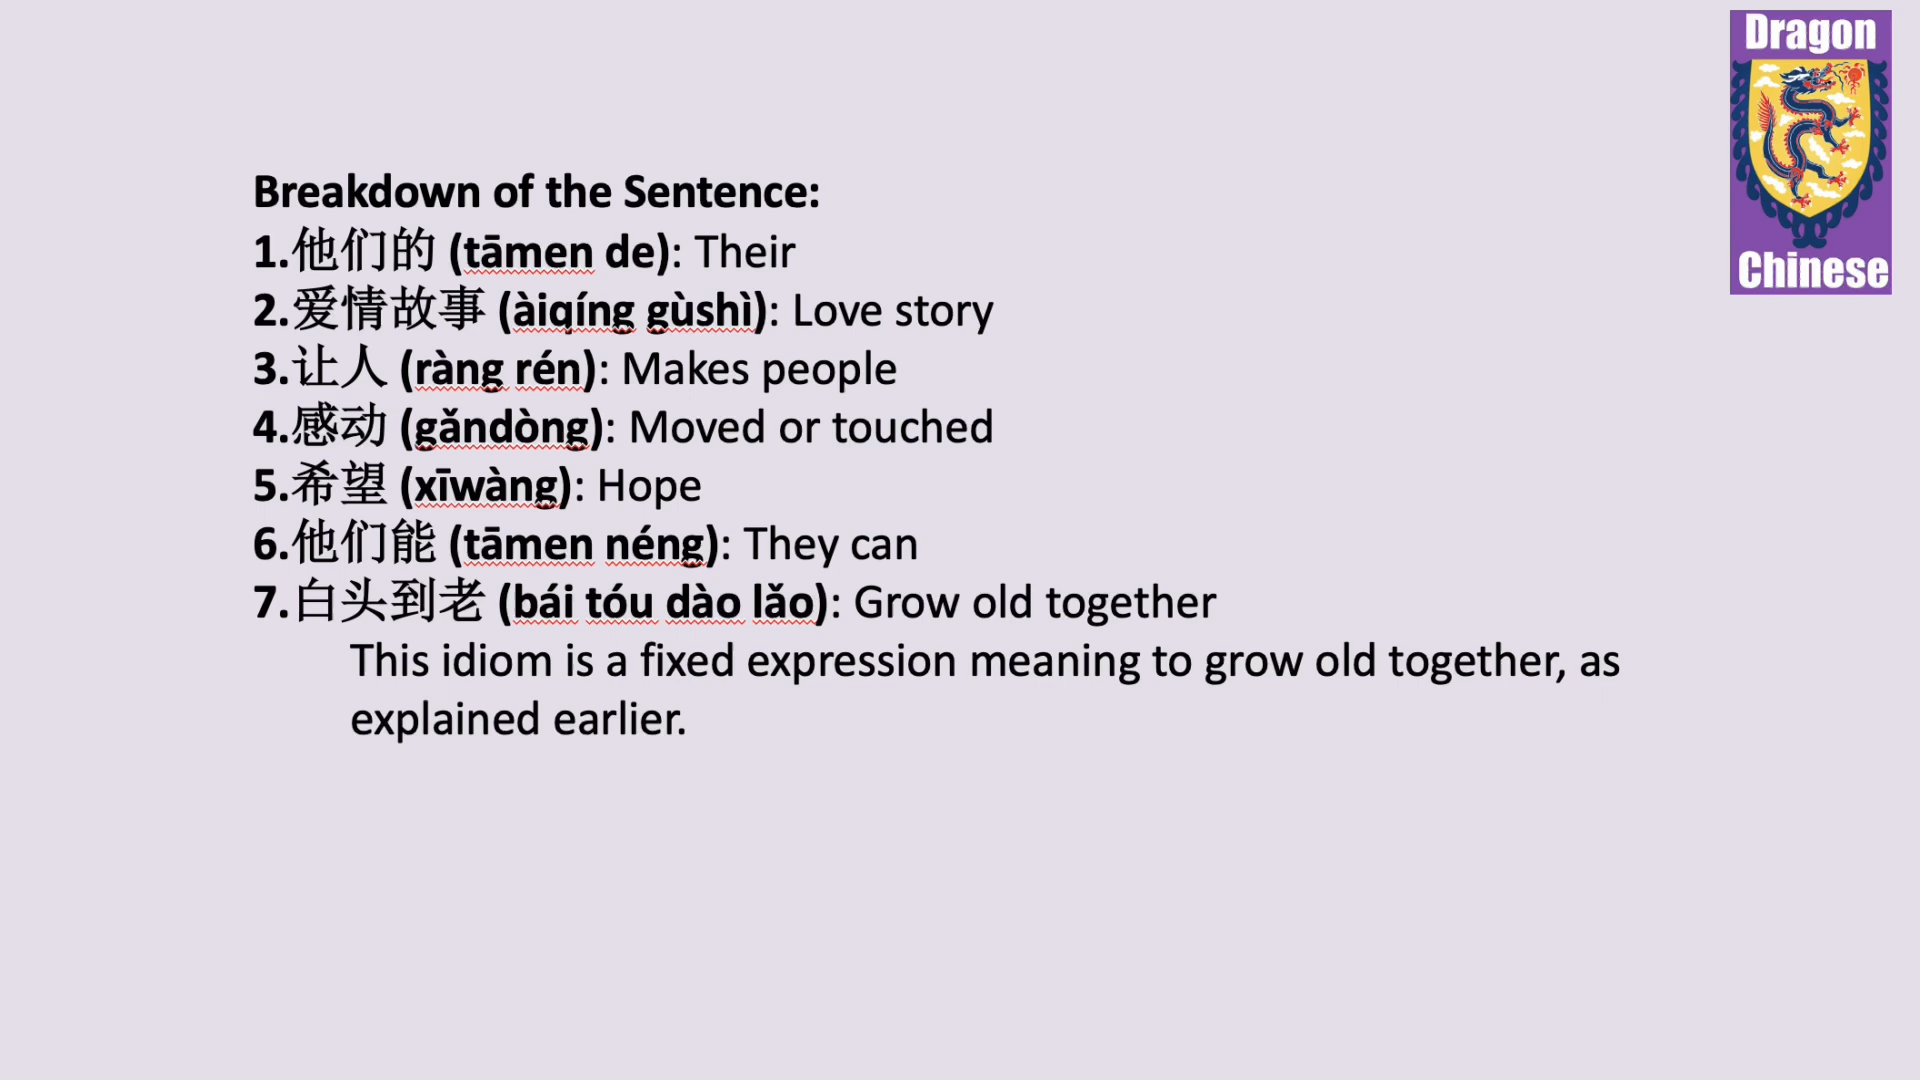 Dragon
Chinese
Breakdown of the Sentence:
1.他们的 (tāmen de): Their
2.爱情故事 (àiqíng gùshì): Love story
3.让人 (ràng rén): Makes people
4.感动 (gǎndòng): Moved or touched
5.希望 (xīwàng): Hope
6.他们能 (tāmen néng): They can
7.白头到老 (bái tóu dào lǎo): Grow old together
This idiom is a fixed expression meaning to grow old together, as
explained earlier.